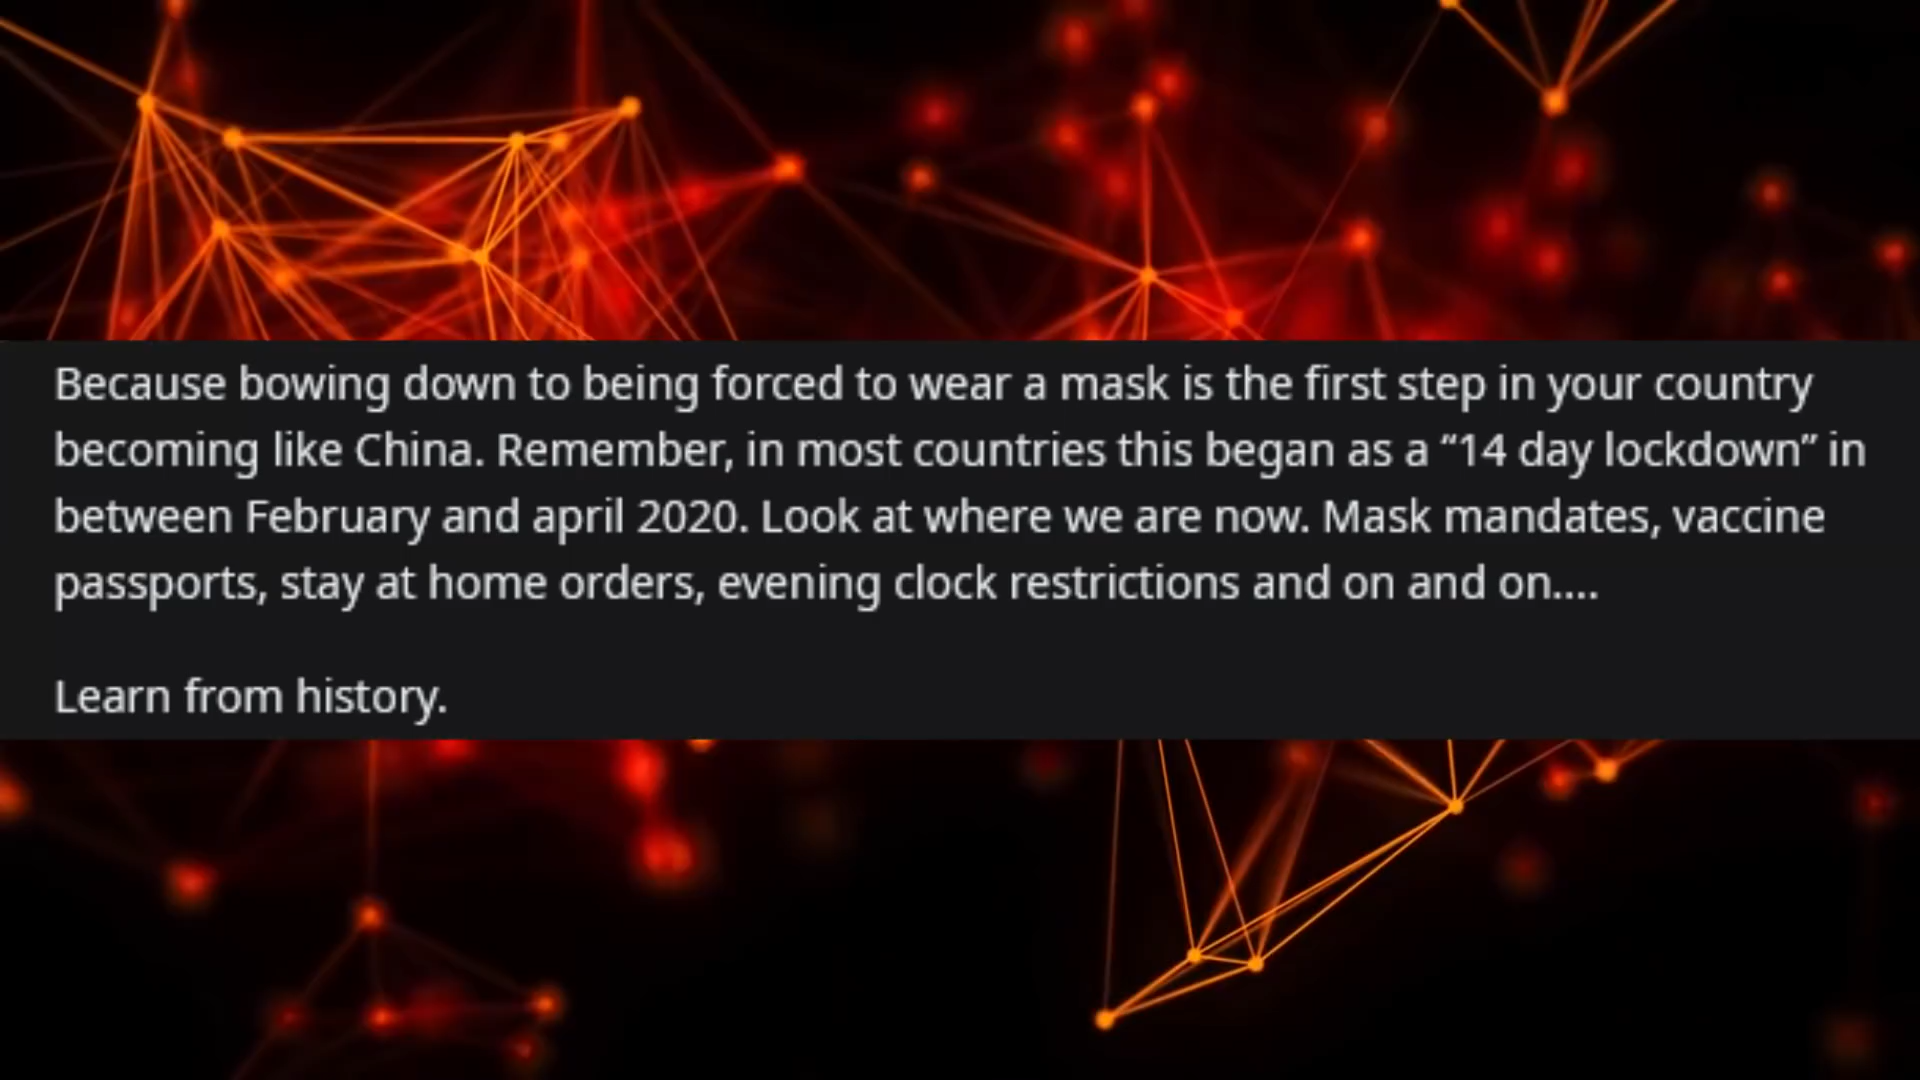 Because bowing down to being forced to wear a mask is the first step in your country
becoming like China. Remember, in most countries this began as a “14 day lockdown” in
between February and april 2020. Look at where we are now. Mask mandates, vaccine
passports, stay at home orders, evening clock restrictions and on and on....
Learn from history.